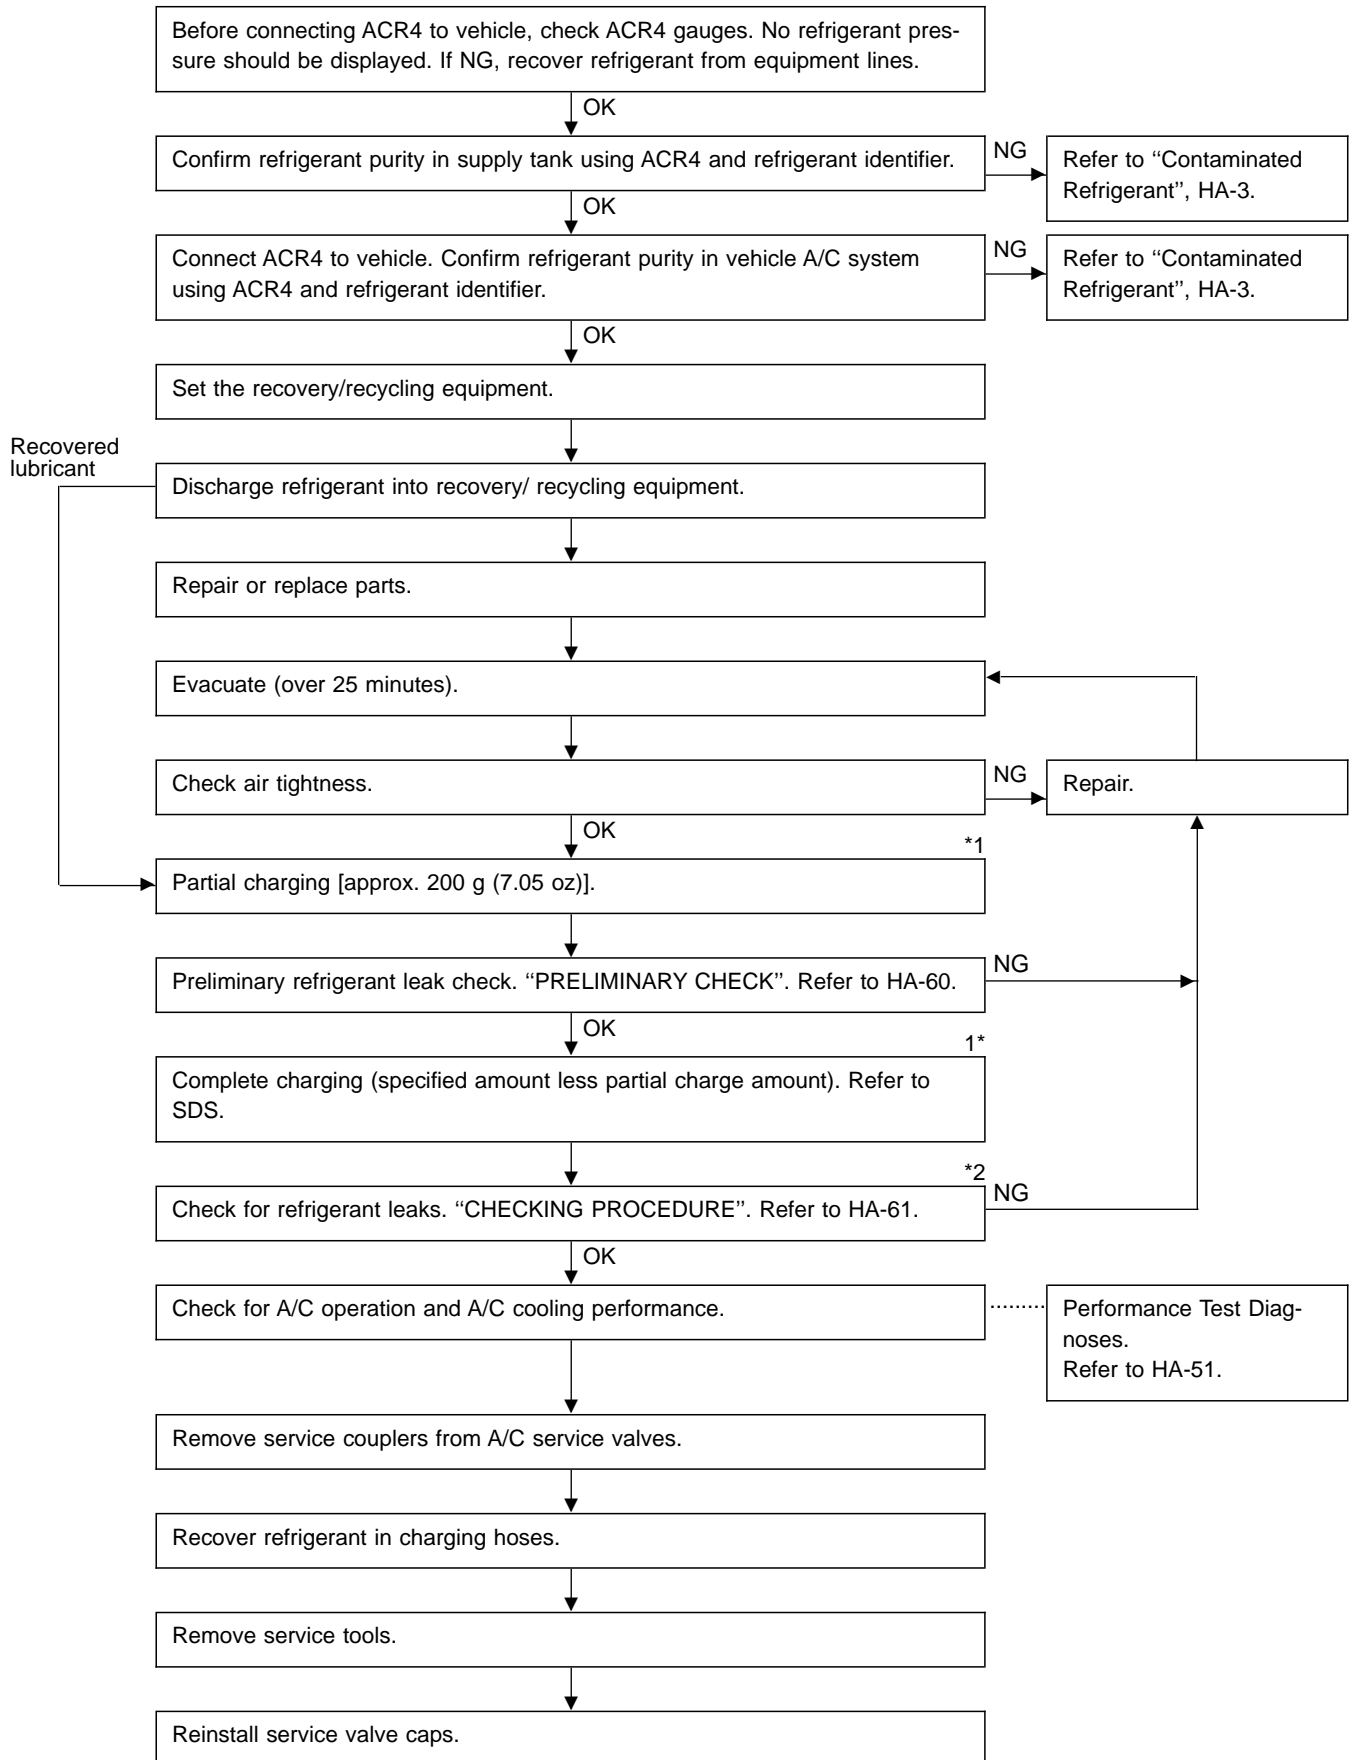 Before connecting ACR4 to vehicle, check ACR4 gauges. No refrigerant pres-
sure should be displayed. If NG, recover refrigerant from equipment lines.
OK
Confirm refrigerant purity in supply tank using ACR4 and refrigerant identifier.
NG
Refer to ‘‘Contaminated
Refrigerant’’, HA-3.
OK
Connect ACR4 to vehicle. Confirm refrigerant purity in vehicle A/C system
using ACR4 and refrigerant identifier.
NG
Refer to ‘‘Contaminated
Refrigerant’’, HA-3.
OK
Set the recovery/recycling equipment.
Recovered
lubricant
Discharge refrigerant into recovery/ recycling equipment.
Repair or replace parts.
Evacuate (over 25 minutes).
Check air tightness.
NG
Repair.
OK
*1
Partial charging [approx. 200 g (7.05 oz)].
Preliminary refrigerant leak check. ‘‘PRELIMINARY CHECK’’. Refer to HA-60.
NG
OK
1*
Complete charging (specified amount less partial charge amount). Refer to
SDS.
*2
Check for refrigerant leaks. ‘‘CHECKING PROCEDURE’’. Refer to HA-61.
NG
OK
Check for A/C operation and A/C cooling performance.
Performance Test Diag-
noses.
Refer to HA-51.
Remove service couplers from A/C service valves.
Recover refrigerant in charging hoses.
Remove service tools.
Reinstall service valve caps.